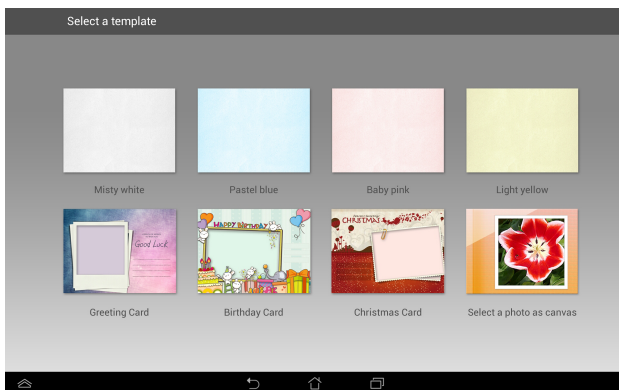 Select a template
Misty white
Pastel blue
Baby pink
Light yellow
Good Luck
HAPPY BIRTHDAY
CHRISTMAS
Greeting Card
Birthday Card
Christmas Card
Select a photo as canvas